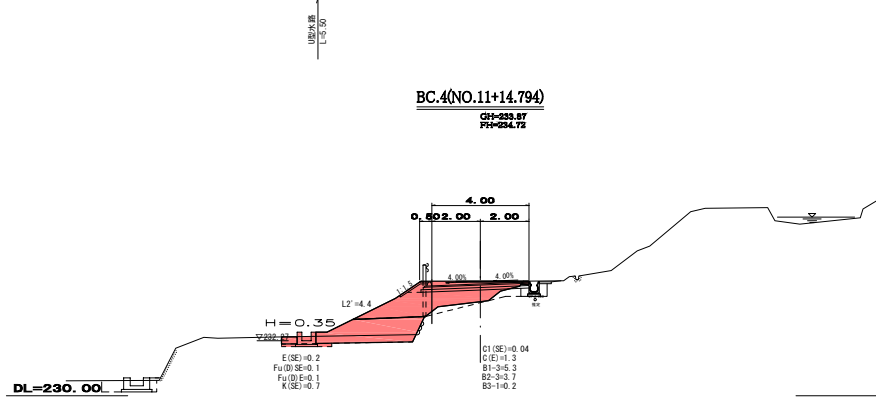 U型水路
L=5.50
BC.4(NO.11+14.794)
GH=233.87
FH=234.72
4.00
0.50 2.00 2.00
4.00% 4.00%
1:1.5
L2'=4.4
H=0.35
DL=230.00
E(SE)=0.2
Fu(D)SE=0.1
Fu(D)E=0.1
K(SE)=0.7
C1(SE)=0.04
C(E)=1.3
B1-3=5.3
B2-3=3.7
B3-1=0.2